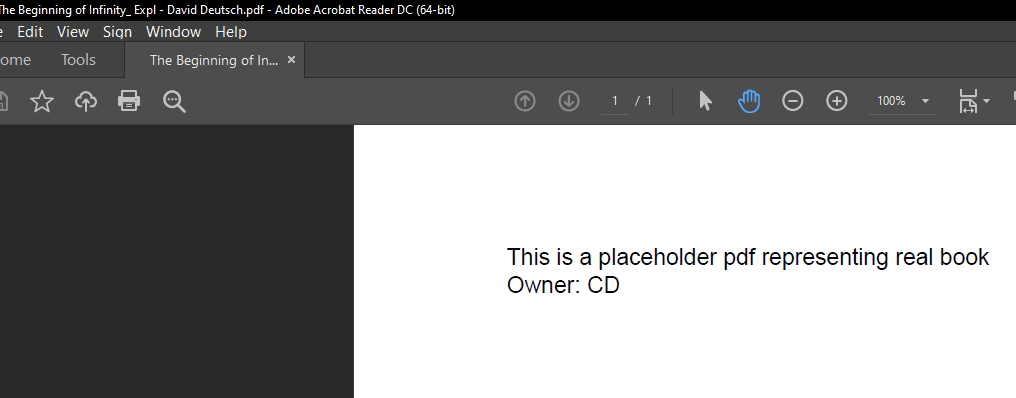 The Beginning of Infinity_ Expl - David Deutsch.pdf - Adobe Acrobat Reader DC (64-bit)
Edit View Sign Window Help
ome Tools The Beginning of In... ×
1 / 1 100%
This is a placeholder pdf representing real book
Owner: CD